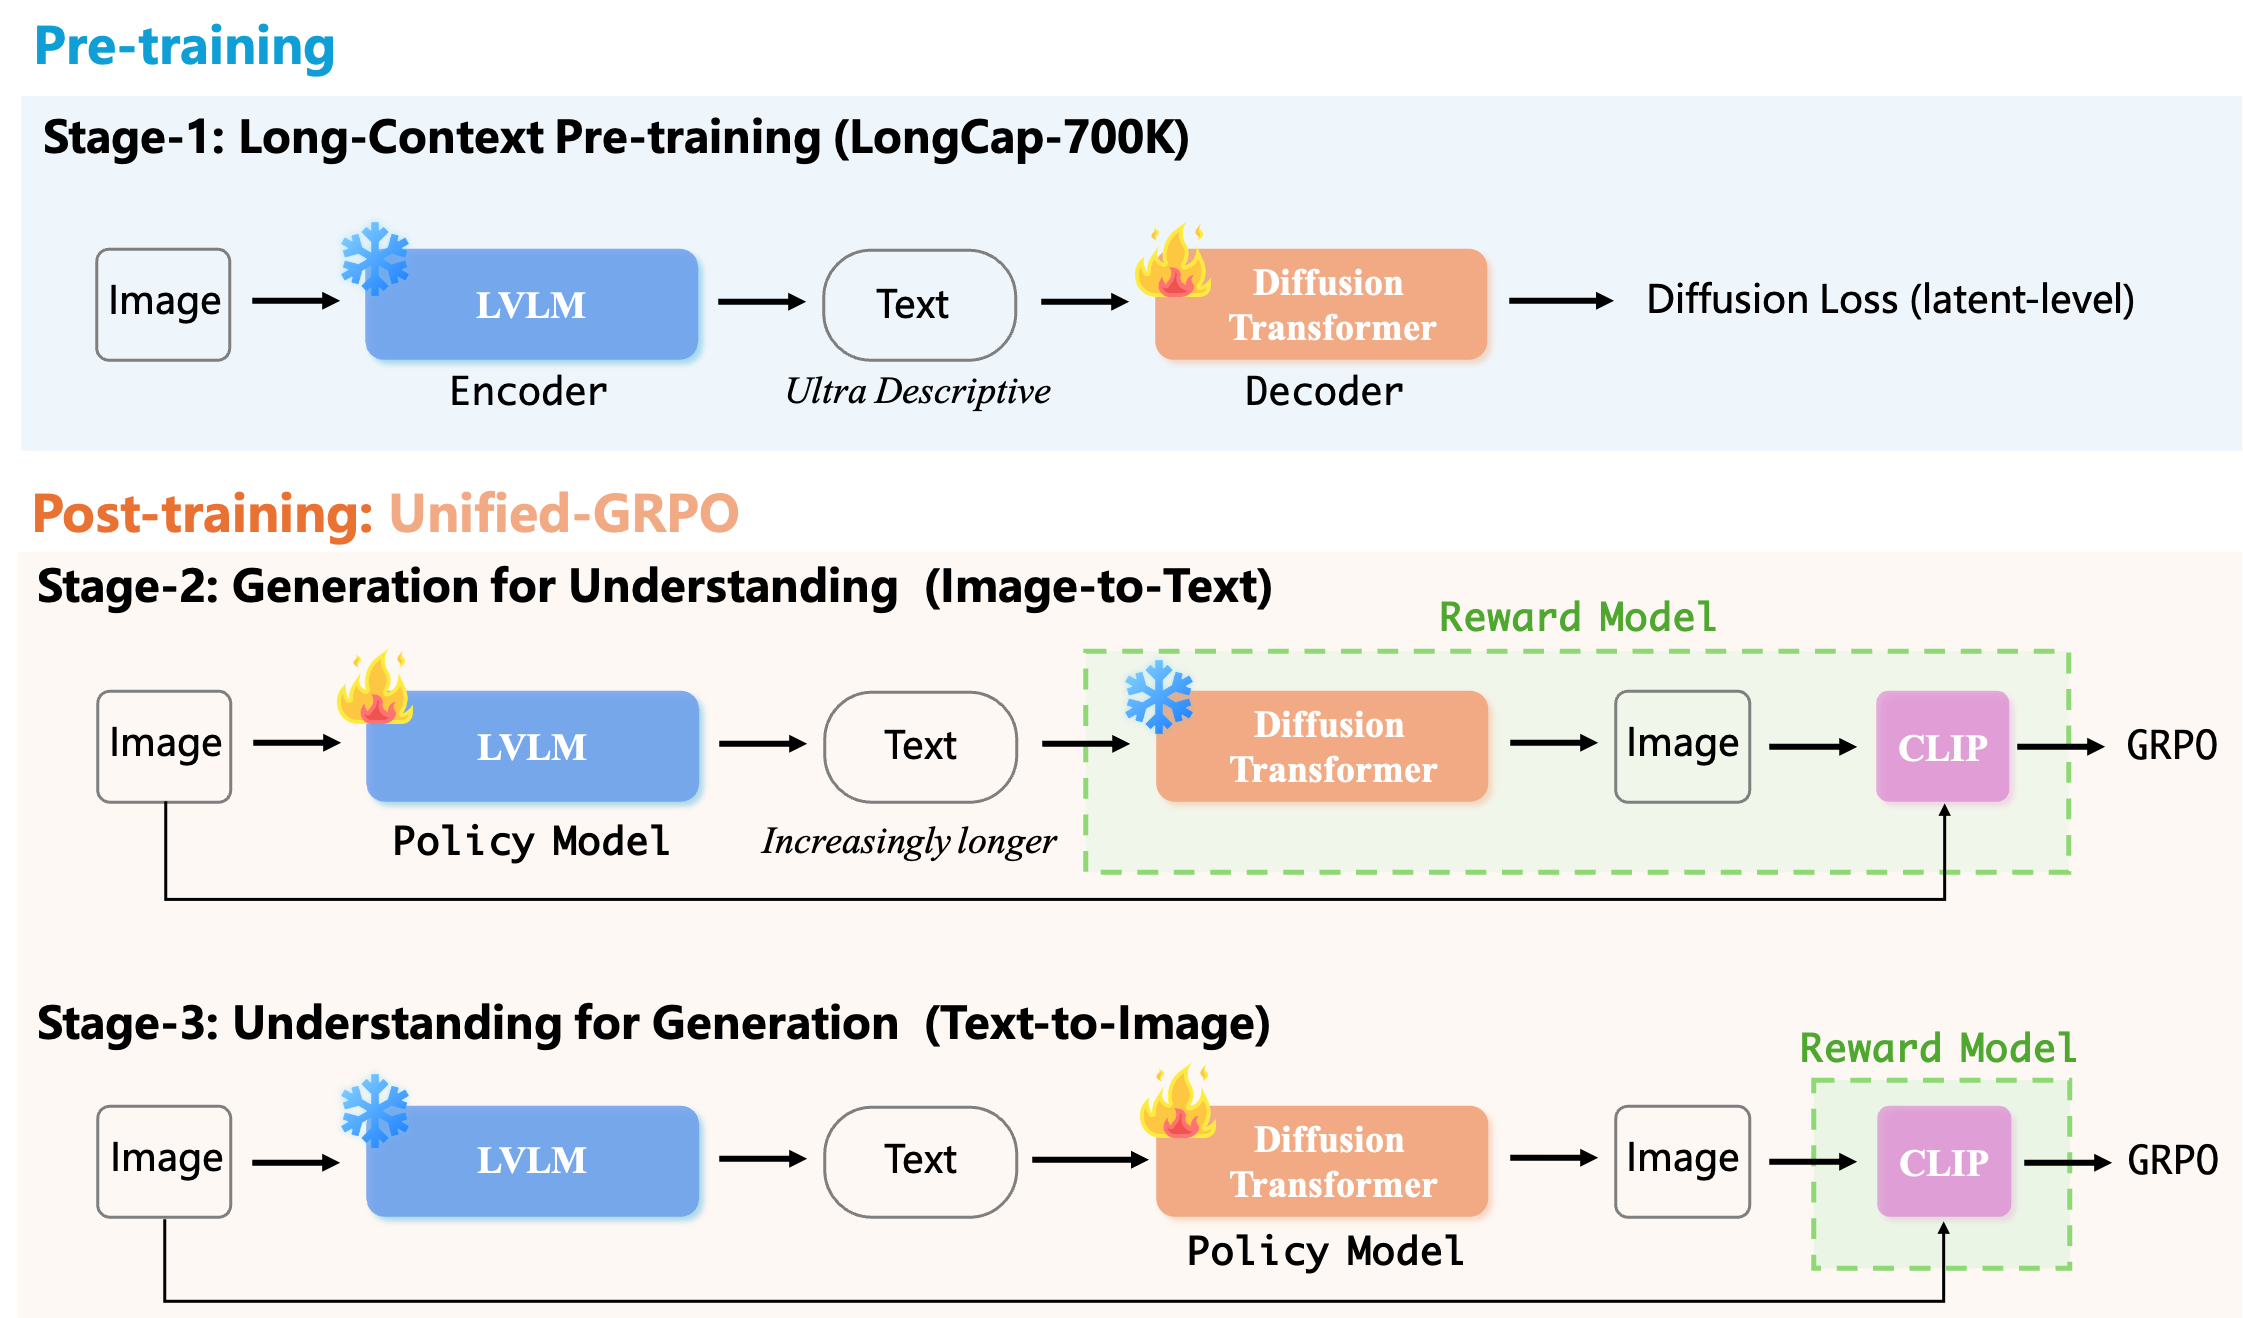 Pre-training
Stage-1: Long-Context Pre-training (LongCap-700K)
Image
LVLM
Text
Diffusion
Transformer
Diffusion Loss (latent-level)
Encoder
Ultra Descriptive
Decoder
Post-training: Unified-GRPO
Stage-2: Generation for Understanding (Image-to-Text)
Reward Model
Image
LVLM
Text
Diffusion
Transformer
Image
CLIP
GRPO
Policy Model
Increasingly longer
Stage-3: Understanding for Generation (Text-to-Image)
Reward Model
Image
LVLM
Text
Diffusion
Transformer
Image
CLIP
GRPO
Policy Model